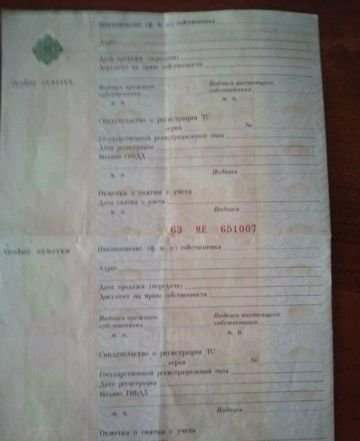 Наименование (ф. и. о.) собственника
Адрес
Дата продажи (передачи)
Документ на право собственности
Особые отметки
Подпись прежнего собственника
Подпись настоящего собственника
м. п.
м. п.
Свидетельство о регистрации ТС
серия №
Государственный регистрационный знак
Дата регистрации
Выдано ГИБДД
м. п.
Подпись
Отметка о снятии с учета
Дата снятия с учета
м. п.
Подпись
63 МЕ 651007
Особые отметки
Наименование (ф. и. о.) собственника
Адрес
Дата продажи (передачи)
Документ на право собственности
Подпись прежнего собственника
Подпись настоящего собственника
м. п.
м. п.
Свидетельство о регистрации ТС
серия №
Государственный регистрационный знак
Дата регистрации
Выдано ГИБДД
м. п.
Подпись
Отметка о снятии с учета